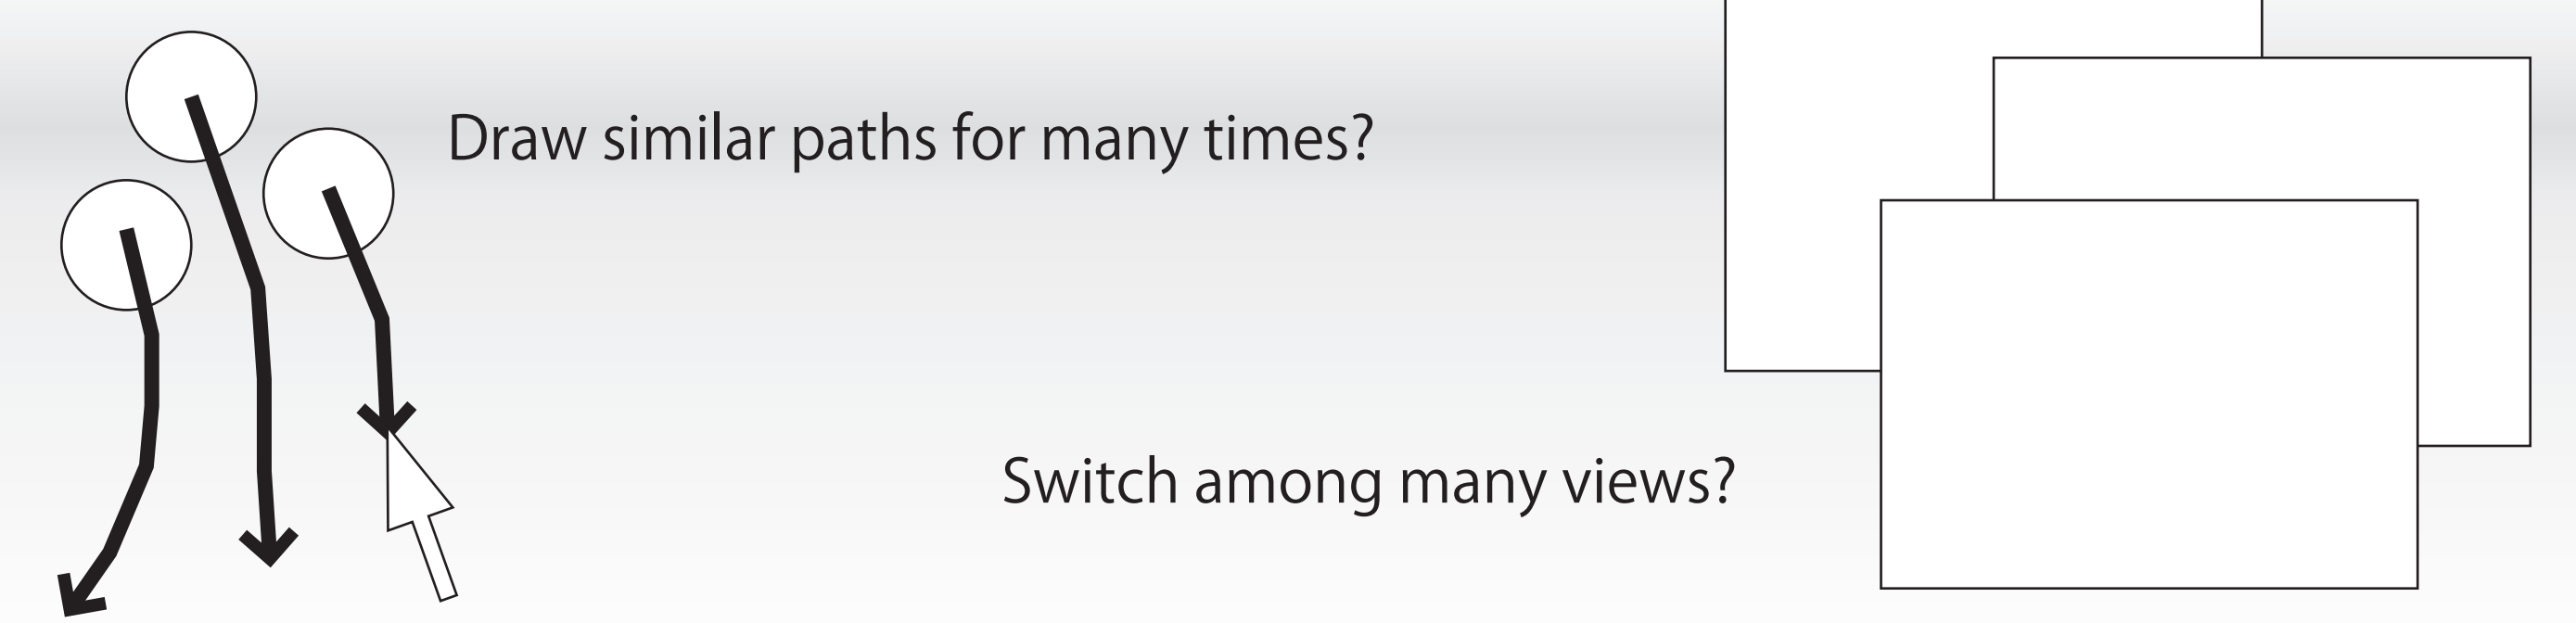 Draw similar paths for many times?
Switch among many views?